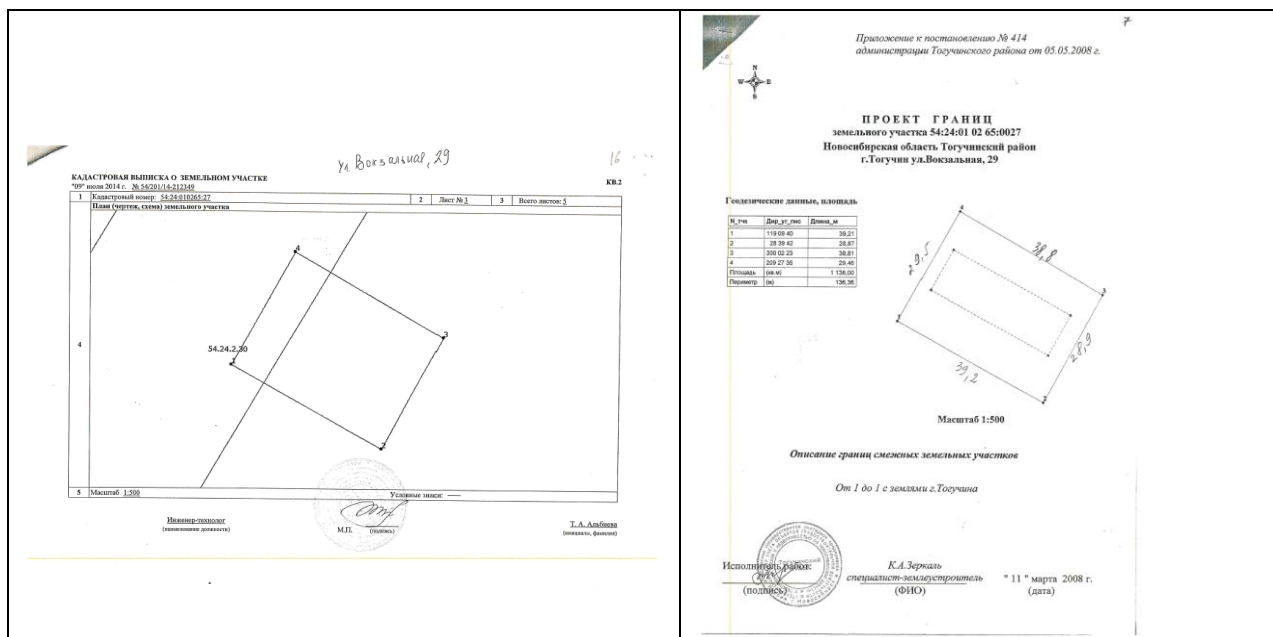 ул. Вокзальная, 29
16
КАДАСТРОВАЯ ВЫПИСКА О ЗЕМЕЛЬНОМ УЧАСТКЕ
"09" июля 2014 г. № 54/201/14-212349
КВ.2
1 Кадастровый номер: 54:24:010265:27 2 Лист № 3 3 Всего листов: 5
План (чертеж, схема) земельного участка
4
4
3
54.24.2.30
1
2
5 Масштаб 1:500 Условные знаки: —
Инженер-технолог
(наименование должности)
М.П.
(подпись)
Т. А. Альбиева
(инициалы, фамилия)
7
Приложение к постановлению № 414
администрации Тогучинского района от 05.05.2008 г.
N
W E
S
ПРОЕКТ ГРАНИЦ
земельного участка 54:24:01 02 65:0027
Новосибирская область Тогучинский район
г.Тогучин ул.Вокзальная, 29
Геодезические данные, площадь
N_тчк Дир_уг_лио Длина_м
1 119 09 40 39,21
2 28 39 42 28,87
3 300 02 23 38,81
4 209 27 36 29,46
Площадь (кв.м) 1 138,00
Периметр (м) 136,36
4
38,8
29,5
3
1
28,9
39,2
2
Масштаб 1:500
Описание границ смежных земельных участков
От 1 до 1 с землями г.Тогучина
Исполнитель работ:
(подпись)
К.А.Зеркаль
специалист-землеустроитель
(ФИО)
" 11 " марта 2008 г.
(дата)